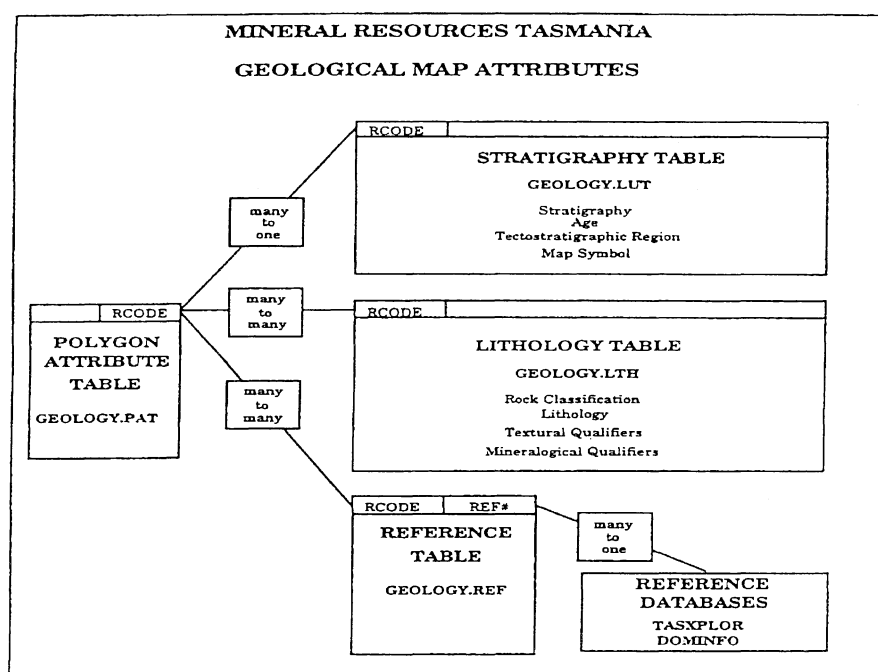 MINERAL RESOURCES TASMANIA
GEOLOGICAL MAP ATTRIBUTES
RCODE
STRATIGRAPHY TABLE
GEOLOGY.LUT
Stratigraphy
Age
Tectostratigraphic Region
Map Symbol
many
to
one
RCODE
POLYGON
ATTRIBUTE
TABLE
GEOLOGY.PAT
many
to
many
RCODE
LITHOLOGY TABLE
GEOLOGY.LTH
Rock Classification
Lithology
Textural Qualifiers
Mineralogical Qualifiers
many
to
many
RCODE REF#
REFERENCE
TABLE
GEOLOGY.REF
many
to
one
REFERENCE
DATABASES
TASXPLOR
DOMINFO